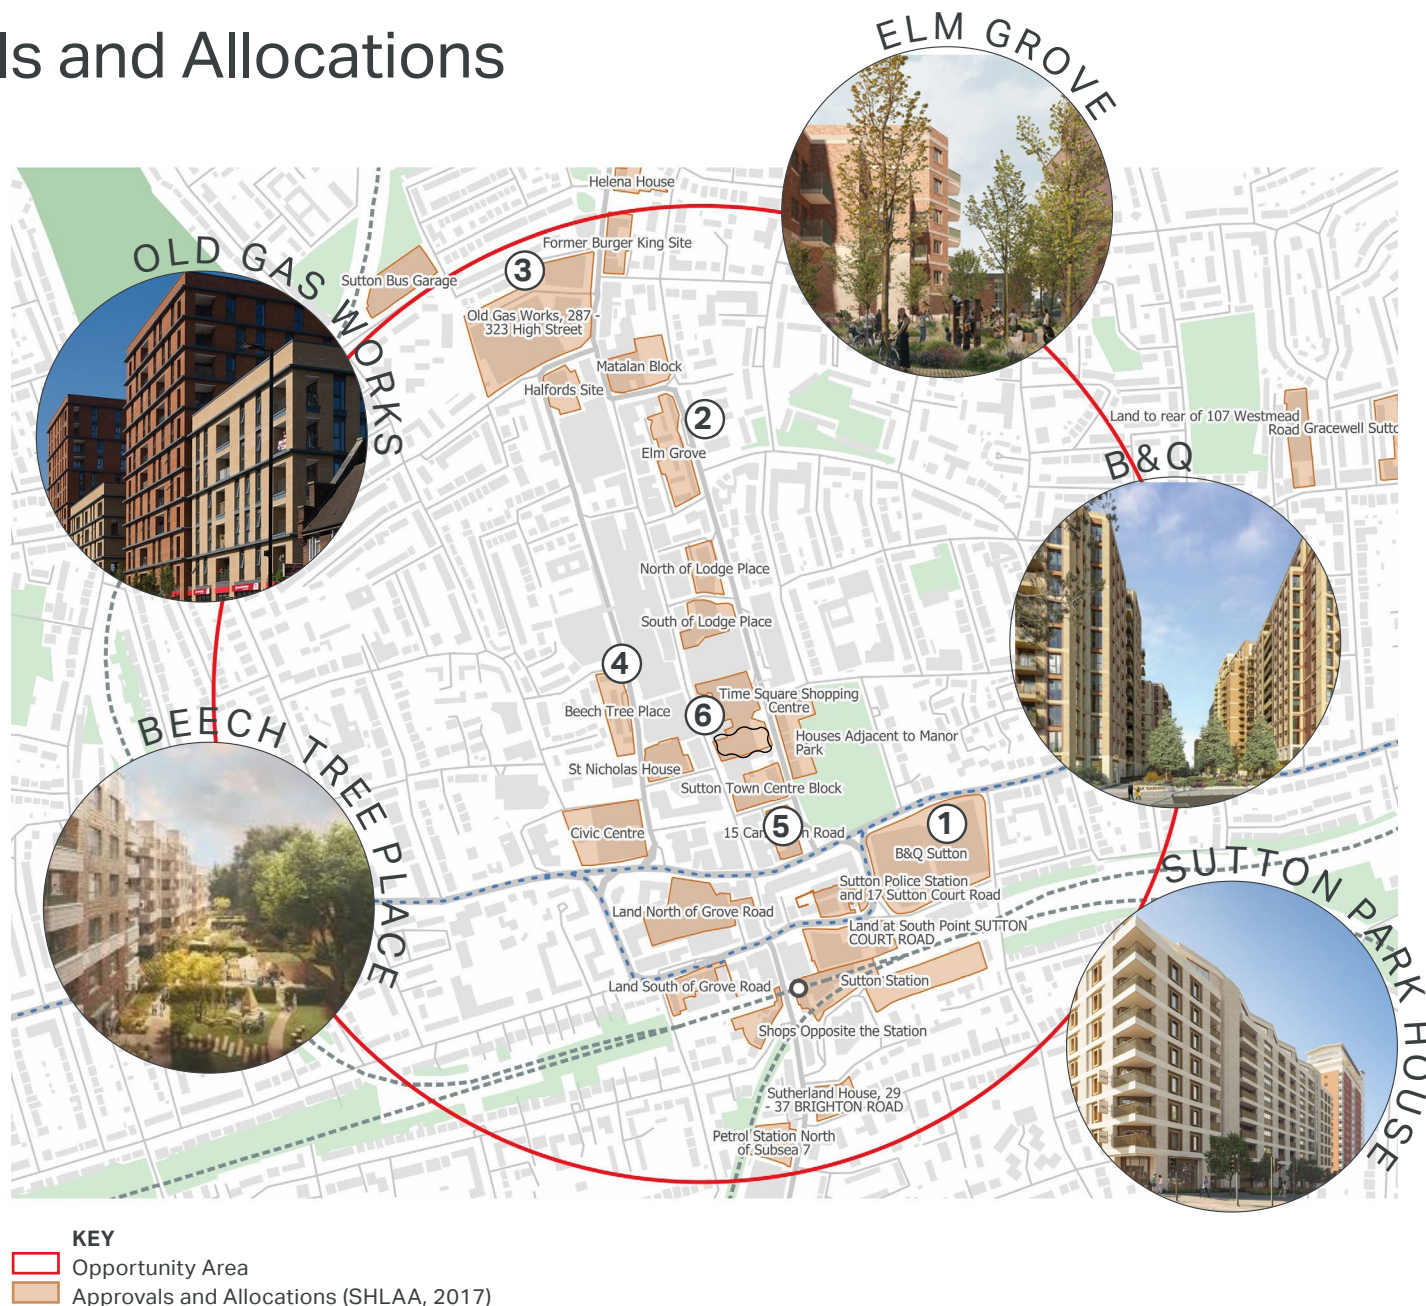 ls and Allocations
ELM GROVE
Helena House
Former Burger King Site
OLD GAS WORKS
Sutton Bus Garage
3
Old Gas Works, 287 -
323 High Street
Matalan Block
Halfords Site
2
Land to rear of 107 Westmead
Road
Gracewell Sutto
Elm Grove
B&Q
North of Lodge Place
South of Lodge Place
4
Time Square Shopping
Centre
Beech Tree Place
6
BEECH TREE PLACE
Houses Adjacent to Manor
Park
St Nicholas House
Sutton Town Centre Block
Civic Centre
15 Ca
5
n Road
1
B&Q Sutton
SUTTON PARK HOUSE
Sutton Police Station
and 17 Sutton Court Road
Land North of Grove Road
Land at South Point SUTTON
COURT ROAD
Land South of Grove Road
Sutton Station
Shops Opposite the Station
Sutherland House, 29
- 37 BRIGHTON ROAD
Petrol Station North
of Subsea 7
KEY
Opportunity Area
Approvals and Allocations (SHLAA, 2017)